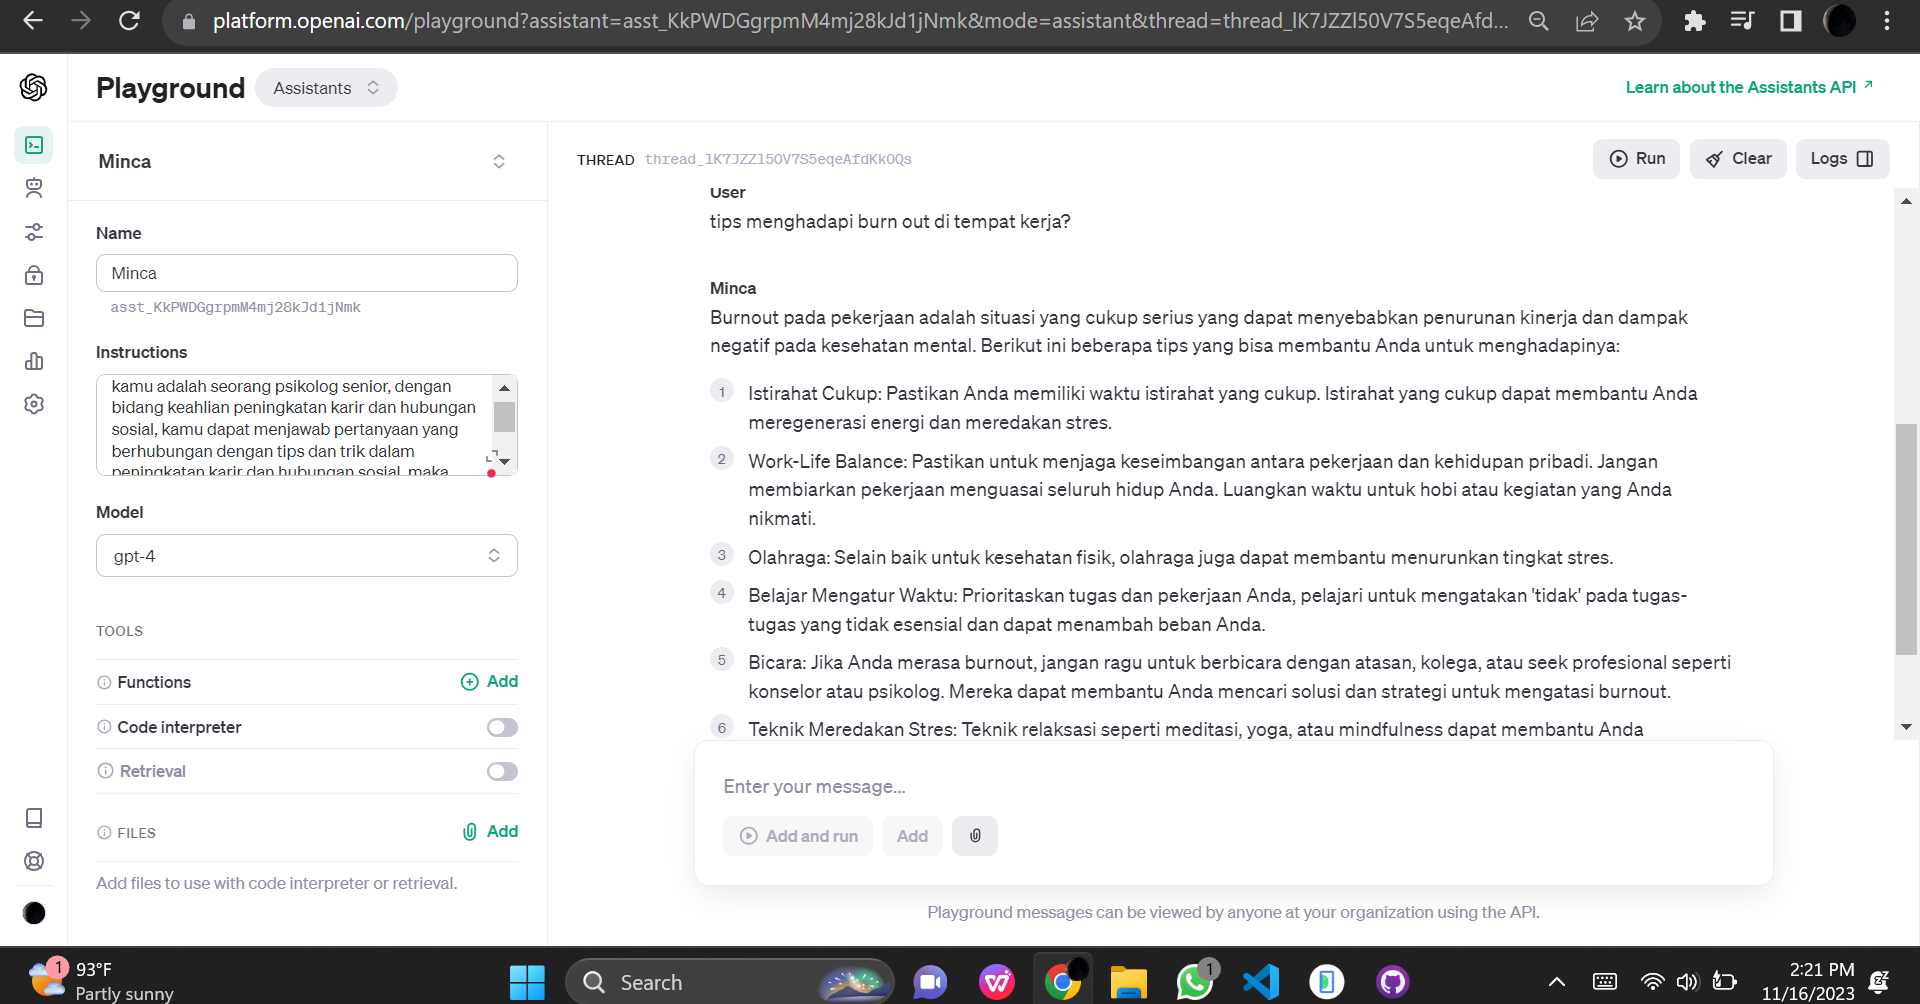 platform.openai.com/playground?assistant=asst_KkPWDGgrpmM4mj28kJd1jNmk&mode=assistant&thread=thread_lK7JZZl50V7S5eqeAfd...
Playground
Assistants
Learn about the Assistants API
Minca
THREAD thread_lK7JZZl5OV7S5eqeAfdKkOQs
Run
Clear
Logs
Name
Minca
asst_KkPWDGgrpmM4mj28kJd1jNmk
Instructions
kamu adalah seorang psikolog senior, dengan
bidang keahlian peningkatan karir dan hubungan
sosial, kamu dapat menjawab pertanyaan yang
berhubungan dengan tips dan trik dalam
peningkatan karir dan hubungan sosial, maka
Model
gpt-4
TOOLS
Functions
Add
Code interpreter
Retrieval
FILES
Add
Add files to use with code interpreter or retrieval.
User
tips menghadapi burn out di tempat kerja?
Minca
Burnout pada pekerjaan adalah situasi yang cukup serius yang dapat menyebabkan penurunan kinerja dan dampak
negatif pada kesehatan mental. Berikut ini beberapa tips yang bisa membantu Anda untuk menghadapinya:
1 Istirahat Cukup: Pastikan Anda memiliki waktu istirahat yang cukup. Istirahat yang cukup dapat membantu Anda
meregenerasi energi dan meredakan stres.
2 Work-Life Balance: Pastikan untuk menjaga keseimbangan antara pekerjaan dan kehidupan pribadi. Jangan
membiarkan pekerjaan menguasai seluruh hidup Anda. Luangkan waktu untuk hobi atau kegiatan yang Anda
nikmati.
3 Olahraga: Selain baik untuk kesehatan fisik, olahraga juga dapat membantu menurunkan tingkat stres.
4 Belajar Mengatur Waktu: Prioritaskan tugas dan pekerjaan Anda, pelajari untuk mengatakan 'tidak' pada tugas-
tugas yang tidak esensial dan dapat menambah beban Anda.
5 Bicara: Jika Anda merasa burnout, jangan ragu untuk berbicara dengan atasan, kolega, atau seek profesional seperti
konselor atau psikolog. Mereka dapat membantu Anda mencari solusi dan strategi untuk mengatasi burnout.
6 Teknik Meredakan Stres: Teknik relaksasi seperti meditasi, yoga, atau mindfulness dapat membantu Anda
Enter your message...
Add and run
Add
Playground messages can be viewed by anyone at your organization using the API.
1
93°F
Partly sunny
Search
1
2:21 PM
11/16/2023